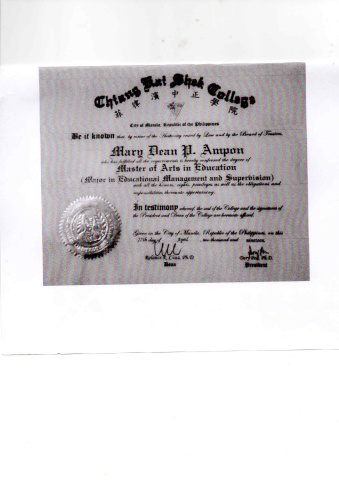 Chiang Kai Shek College
菲律濱中正學院
City of Manila, Republic of the Philippines
Be it known that by virtue of the Authority vested by Law and by the Board of Trustees,
Mary Dean P. Ampon
who has fulfilled all the requirements is hereby conferred the degree of
Master of Arts in Education
(Major in Educational Management and Supervision)
with all the honors, rights, privileges as well as the obligations and
responsibilities thereunto appertaining.
In testimony whereof, the seal of the College and the signatures of
the President and Dean of the College are hereunto affixed.
Given in the City of Manila, Republic of the Philippines, on this
27th day of April, two thousand and
Ph.D.
Ph.D.
Dean
President